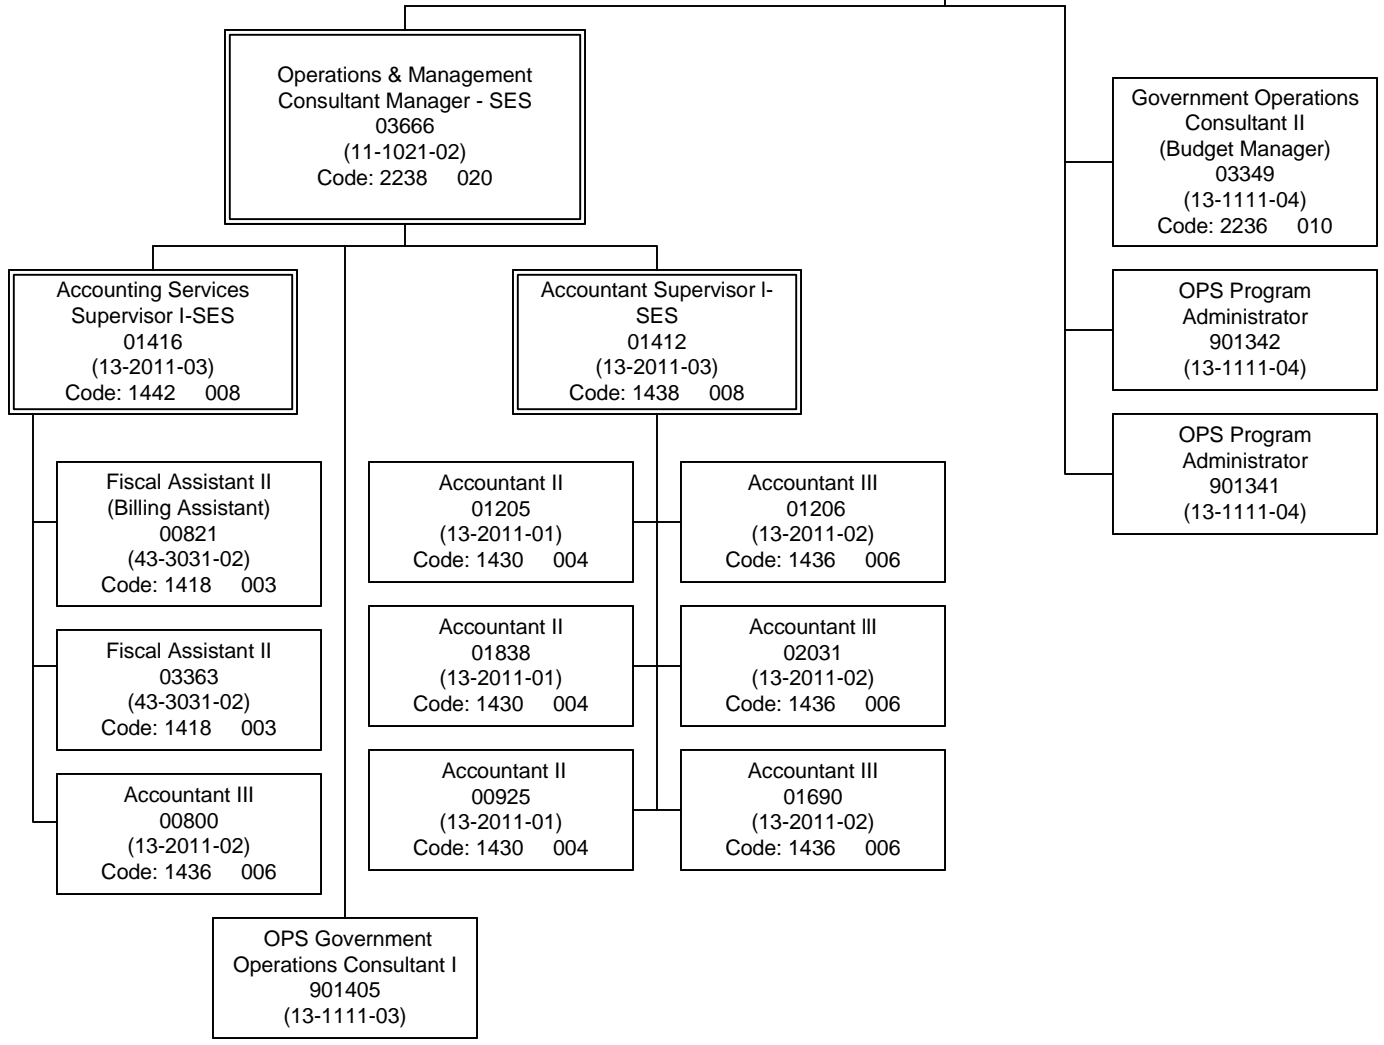 Operations & Management
Consultant Manager - SES
03666
(11-1021-02)
Code: 2238 020
Government Operations
Consultant II
(Budget Manager)
03349
(13-1111-04)
Code: 2236 010
OPS Program
Administrator
901342
(13-1111-04)
OPS Program
Administrator
901341
(13-1111-04)
Accounting Services
Supervisor I-SES
01416
(13-2011-03)
Code: 1442 008
Accountant Supervisor I-
SES
01412
(13-2011-03)
Code: 1438 008
Fiscal Assistant II
(Billing Assistant)
00821
(43-3031-02)
Code: 1418 003
Fiscal Assistant II
03363
(43-3031-02)
Code: 1418 003
Accountant III
00800
(13-2011-02)
Code: 1436 006
Accountant II
01205
(13-2011-01)
Code: 1430 004
Accountant III
01206
(13-2011-02)
Code: 1436 006
Accountant II
01838
(13-2011-01)
Code: 1430 004
Accountant III
02031
(13-2011-02)
Code: 1436 006
Accountant II
00925
(13-2011-01)
Code: 1430 004
Accountant III
01690
(13-2011-02)
Code: 1436 006
OPS Government
Operations Consultant I
901405
(13-1111-03)